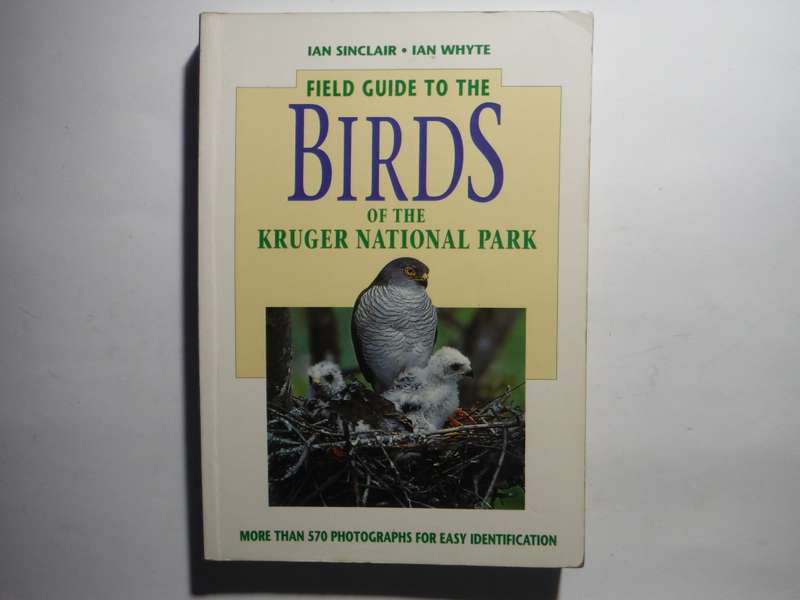 IAN SINCLAIR • IAN WHYTE
FIELD GUIDE TO THE
BIRDS
OF THE
KRUGER NATIONAL PARK
MORE THAN 570 PHOTOGRAPHS FOR EASY IDENTIFICATION